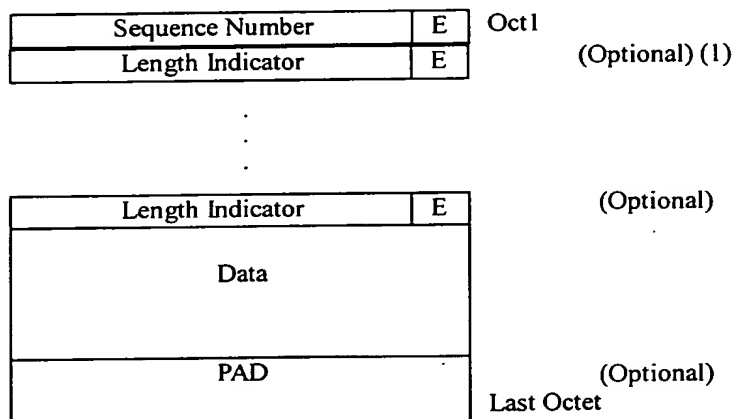 Sequence Number E Oct1
Length Indicator E (Optional) (1)
Length Indicator E (Optional)
Data
PAD (Optional)
Last Octet